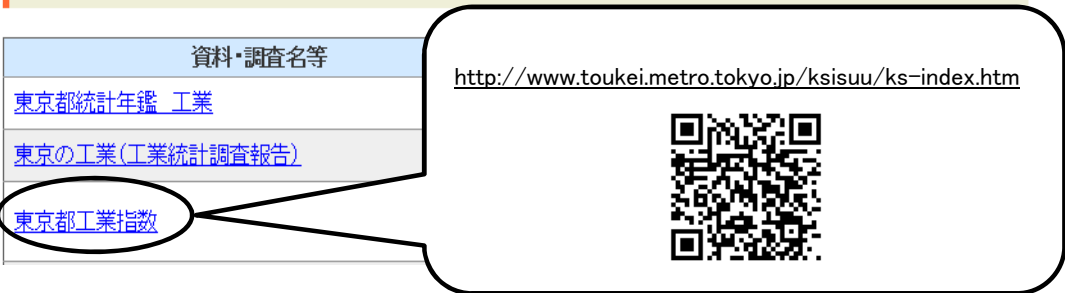 資料・調査名等
東京都統計年鑑　工業
東京の工業(工業統計調査報告)
東京都工業指数
http://www.toukei.metro.tokyo.jp/ksisuu/ks-index.htm